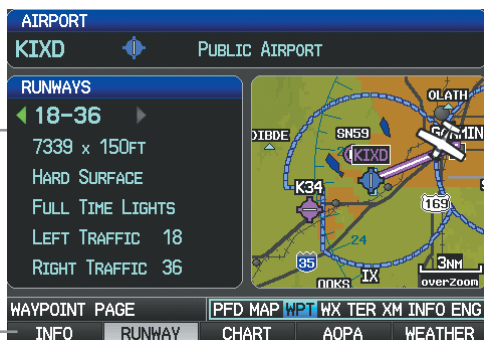 AIRPORT
KIXD PUBLIC AIRPORT
RUNWAYS
18-36
7339 x 150FT
HARD SURFACE
FULL TIME LIGHTS
LEFT TRAFFIC 18
RIGHT TRAFFIC 36
OLATH
DIBDE
SN59
KIXD
K34
169
24
35
IX
3NM
overZoom
WAYPOINT PAGE
PFD MAP WPT WX TER XM INFO ENG
INFO RUNWAY CHART AOPA WEATHER